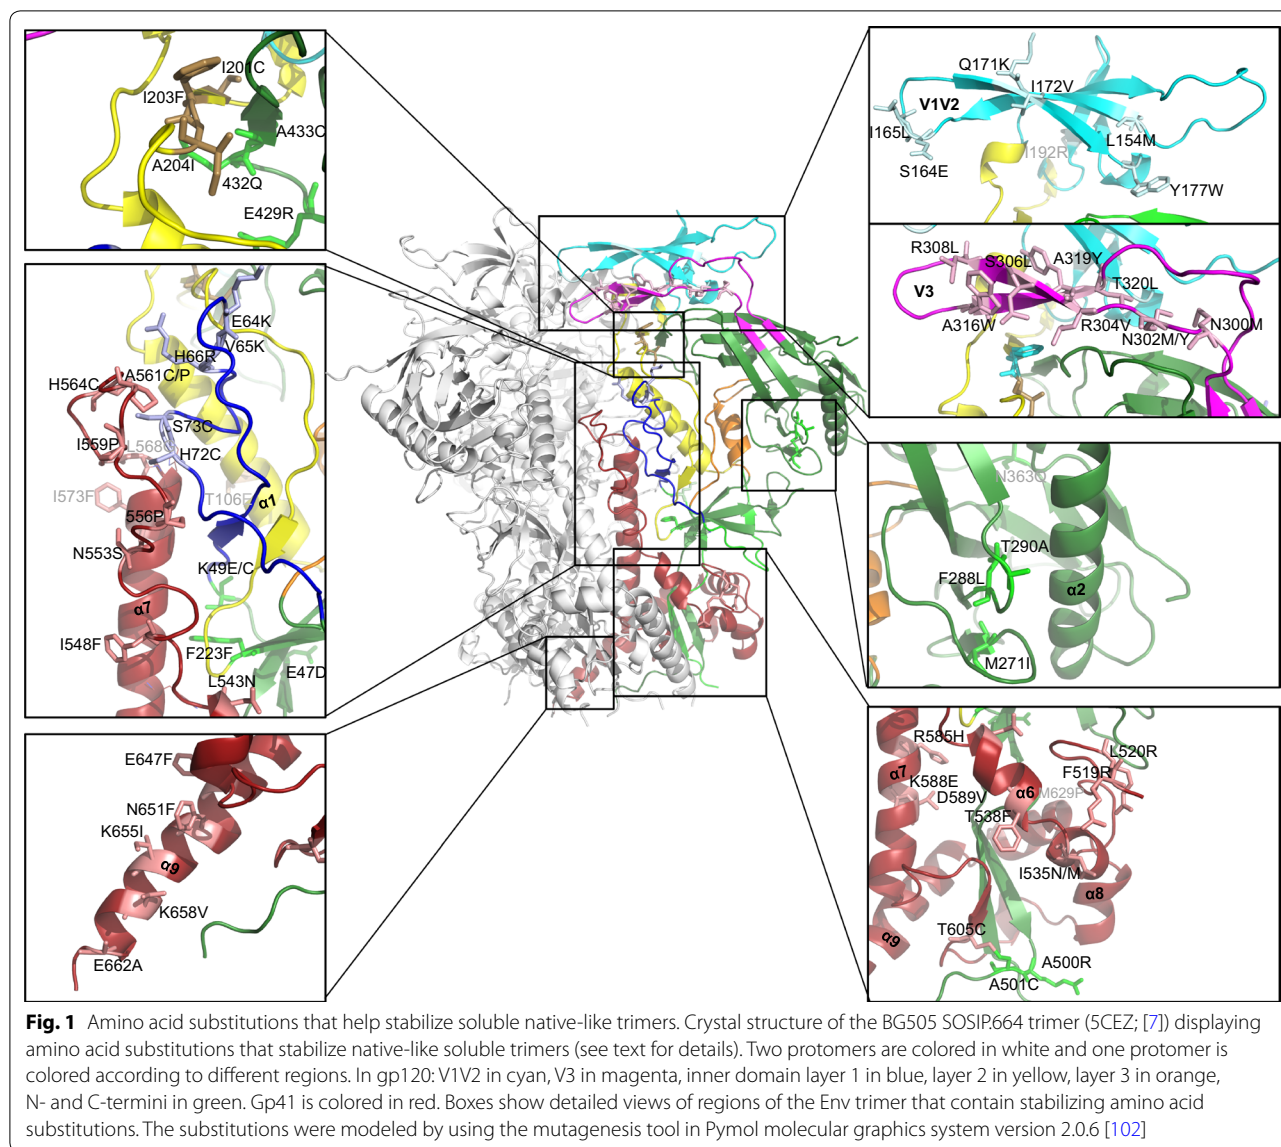 I201C
I203F
A433C
A204I
432Q
E429R
E64K
V65K
H66R
A561C/P
H564C
S73C
I559P
L568C
H72C
I573F
T106E
α1
556P
N553S
K49E/C
α7
I548F
F223F
E47D
L543N
E647F
N651F
K655I
α9
K658V
E662A
Q171K
I172V
V1V2
I165L
L154M
I192R
S164E
Y177W
R308L
S306L
A319Y
V3
T320L
A316W
R304V
N300M
N302M/Y
N363Q
T290A
F288L
α2
M271I
R585H
L520R
α7
F519R
K588E
D589V
α6
M629P
T538F
I535N/M
α8
T605C
α9
A500R
A501C
Fig. 1 Amino acid substitutions that help stabilize soluble native-like trimers. Crystal structure of the BG505 SOSIP.664 trimer (5CEZ; [7]) displaying
amino acid substitutions that stabilize native-like soluble trimers (see text for details). Two protomers are colored in white and one protomer is
colored according to different regions. In gp120: V1V2 in cyan, V3 in magenta, inner domain layer 1 in blue, layer 2 in yellow, layer 3 in orange,
N- and C-termini in green. Gp41 is colored in red. Boxes show detailed views of regions of the Env trimer that contain stabilizing amino acid
substitutions. The substitutions were modeled by using the mutagenesis tool in Pymol molecular graphics system version 2.0.6 [102]